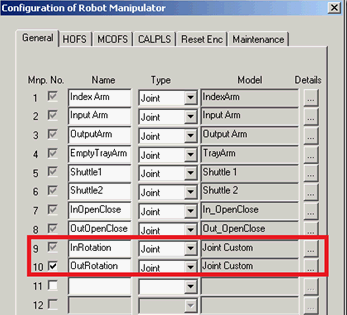 Configuration of Robot Manipulator
General HOFS MCOFS CALPLS Reset Enc Maintenance
Mnp. No. Name Type Model Details
1 Index Arm Joint IndexArm ...
2 Input Arm Joint Input Arm ...
3 OutputArm Joint Output Arm ...
4 EmptyTrayArm Joint TrayArm ...
5 Shuttle1 Joint Shuttle 1 ...
6 Shuttle2 Joint Shuttle 2 ...
7 InOpenClose Joint In_OpenClose ...
8 OutOpenClose Joint Out_OpenClose ...
9 InRotation Joint Joint Custom ...
10 OutRotation Joint Joint Custom ...
11 ...
12 ...